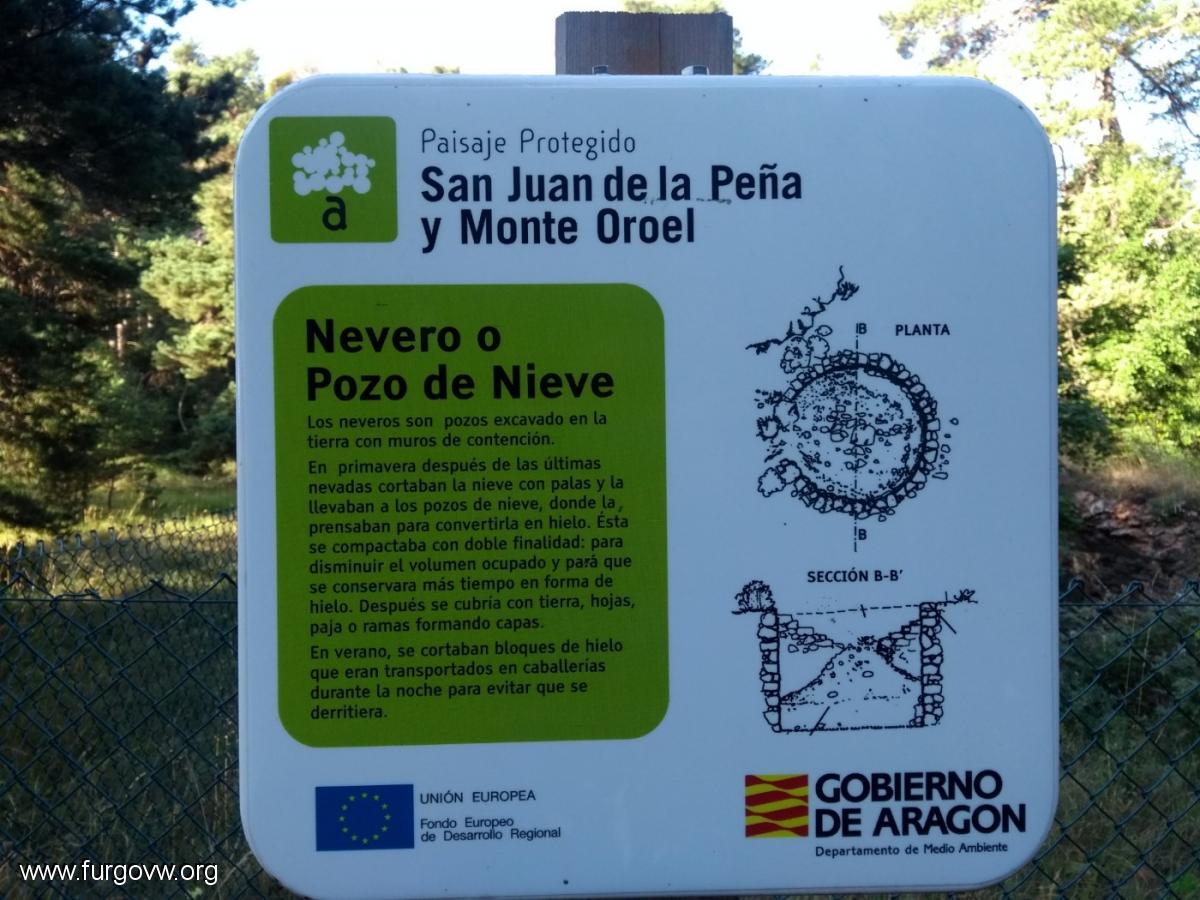 Paisaje Protegido
San Juan de la Peña
y Monte Oroel
a
Nevero o
Pozo de Nieve
Los neveros son pozos excavado en la
tierra con muros de contención.
En primavera después de las últimas
nevadas cortaban la nieve con palas y la
llevaban a los pozos de nieve, donde la
prensaban para convertirla en hielo. Ésta
se compactaba con doble finalidad: para
disminuir el volumen ocupado y para que
se conservara más tiempo en forma de
hielo. Después se cubría con tierra, hojas,
paja o ramas formando capas.
En verano, se cortaban bloques de hielo
que eran transportados en caballerías
durante la noche para evitar que se
derritiera.
B
PLANTA
B
SECCIÓN B-B'
UNIÓN EUROPEA
Fondo Europeo
de Desarrollo Regional
GOBIERNO
DE ARAGON
Departamento de Medio Ambiente
www.furgovw.org